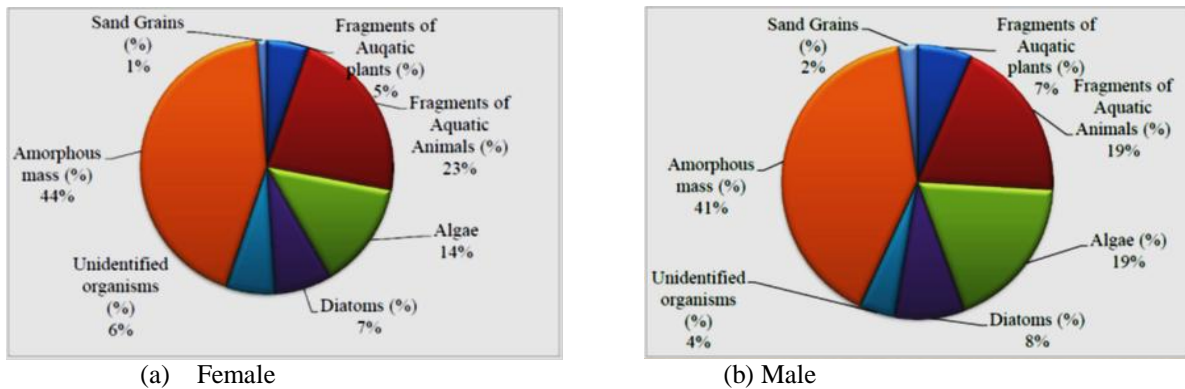 Sand Grains
(%)
1%
Fragments of
Auqatic
plants (%)
5%
Fragments of
Aquatic
Animals (%)
23%
Algae
14%
Diatoms (%)
7%
Unidentified
organisms
(%)
6%
Amorphous
mass (%)
44%
(a) Female
Sand Grains
(%)
2%
Fragments of
Auqatic
plants (%)
7%
Fragments of
Aquatic
Animals (%)
19%
Algae (%)
19%
Diatoms (%)
8%
Unidentified
organisms
(%)
4%
Amorphous
mass (%)
41%
(b) Male